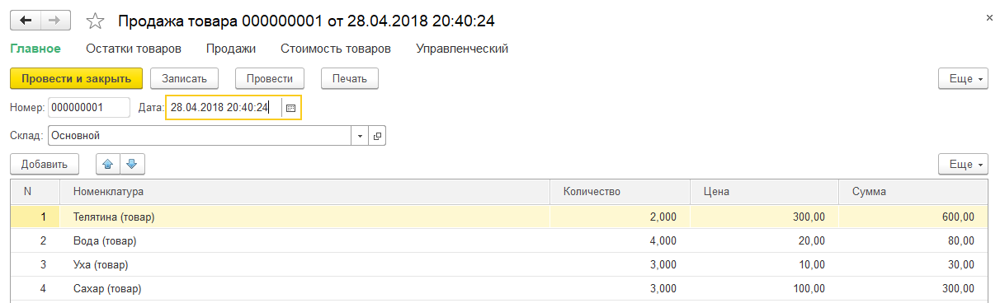 Продажа товара 000000001 от 28.04.2018 20:40:24
Главное Остатки товаров Продажи Стоимость товаров Управленческий
Провести и закрыть Записать Провести Печать Еще
Номер: 000000001 Дата: 28.04.2018 20:40:24
Склад: Основной
Добавить Еще
N Номенклатура Количество Цена Сумма
1 Телятина (товар) 2,000 300,00 600,00
2 Вода (товар) 4,000 20,00 80,00
3 Уха (товар) 3,000 10,00 30,00
4 Сахар (товар) 3,000 100,00 300,00